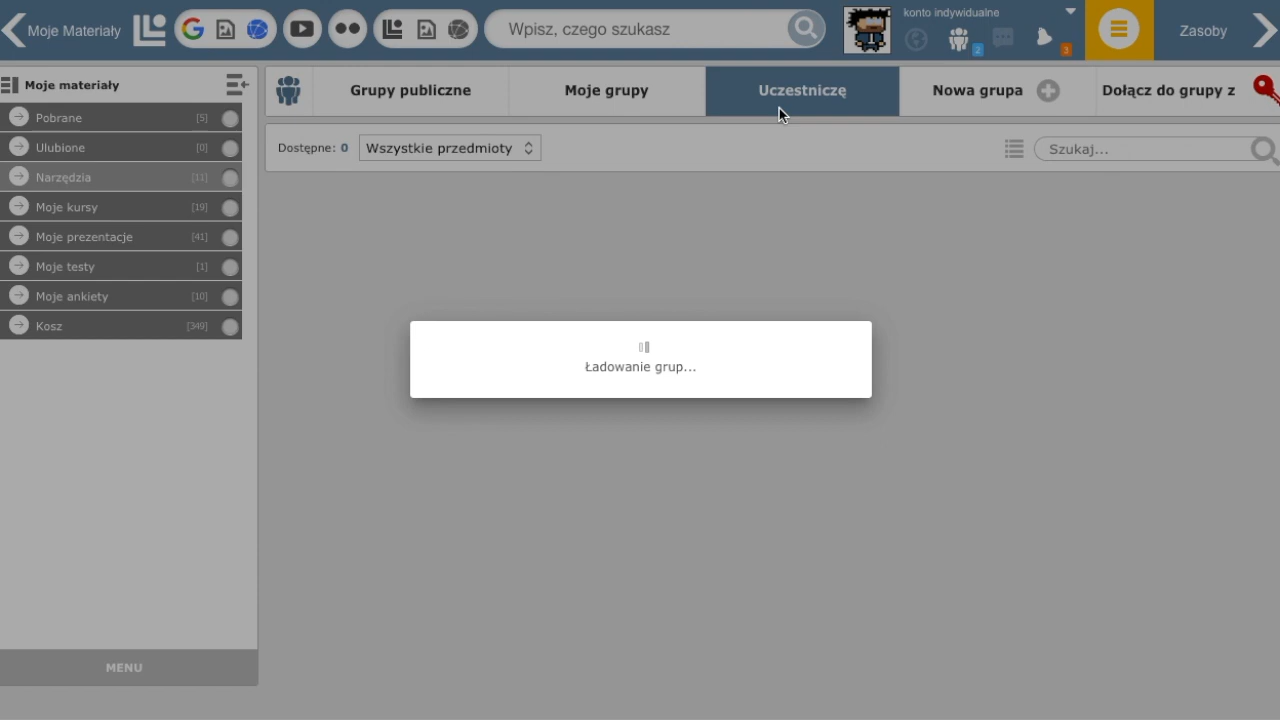 Moje Materiały
Wpisz, czego szukasz
konto indywidualne
2
3
Zasoby
Moje materiały
Grupy publiczne
Moje grupy
Uczestniczę
Nowa grupa
Dołącz do grupy z
Pobrane [5]
Ulubione [0]
Narzędzia [11]
Moje kursy [19]
Moje prezentacje [41]
Moje testy [1]
Moje ankiety [10]
Kosz [349]
Dostępne: 0
Wszystkie przedmioty
Szukaj...
Ładowanie grup...
MENU